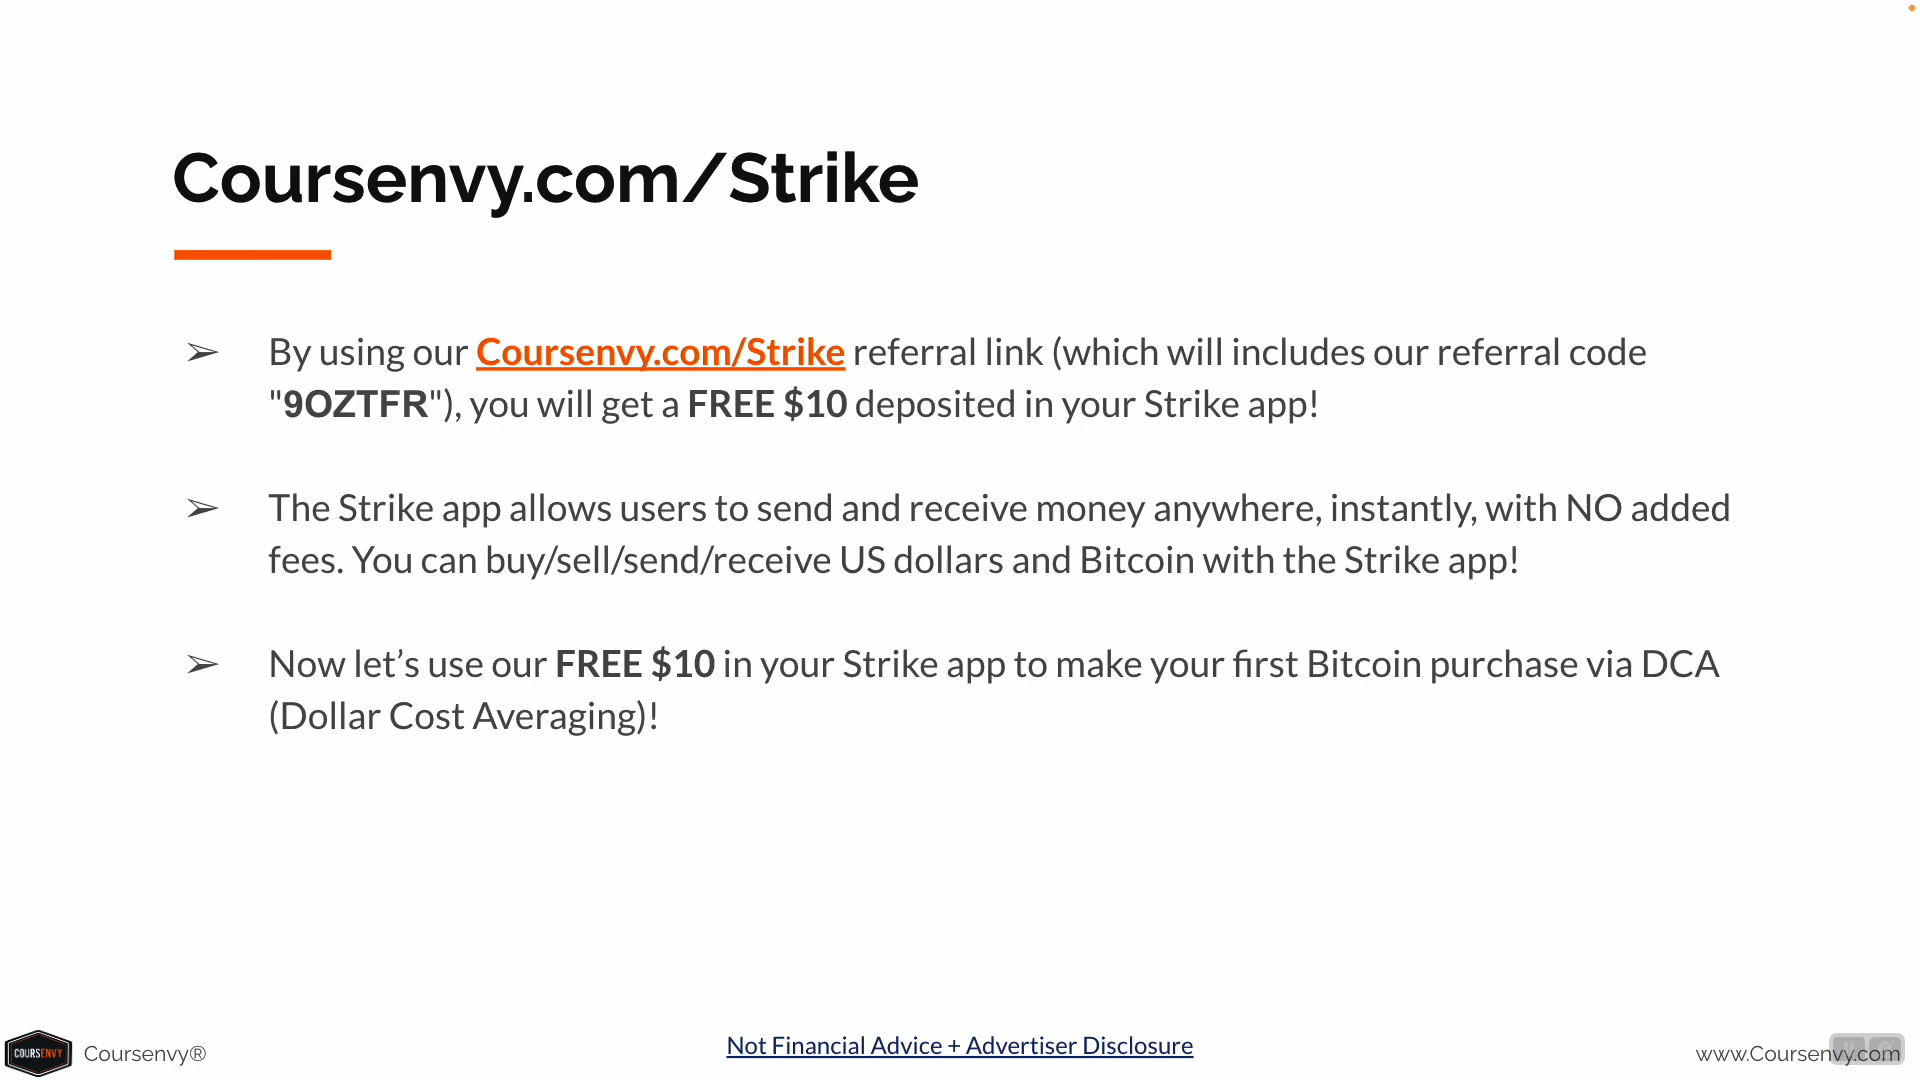 Coursenvy.com/Strike
➢ By using our Coursenvy.com/Strike referral link (which will includes our referral code
"9OZTFR"), you will get a FREE $10 deposited in your Strike app!
➢ The Strike app allows users to send and receive money anywhere, instantly, with NO added
fees. You can buy/sell/send/receive US dollars and Bitcoin with the Strike app!
➢ Now let’s use our FREE $10 in your Strike app to make your first Bitcoin purchase via DCA
(Dollar Cost Averaging)!
COURSENVY
Coursenvy®
Not Financial Advice + Advertiser Disclosure
www.Coursenvy.com